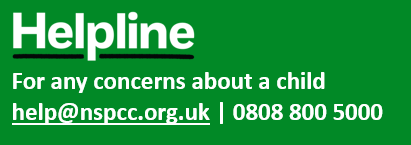 Helpline
For any concerns about a child
help@nspcc.org.uk | 0808 800 5000